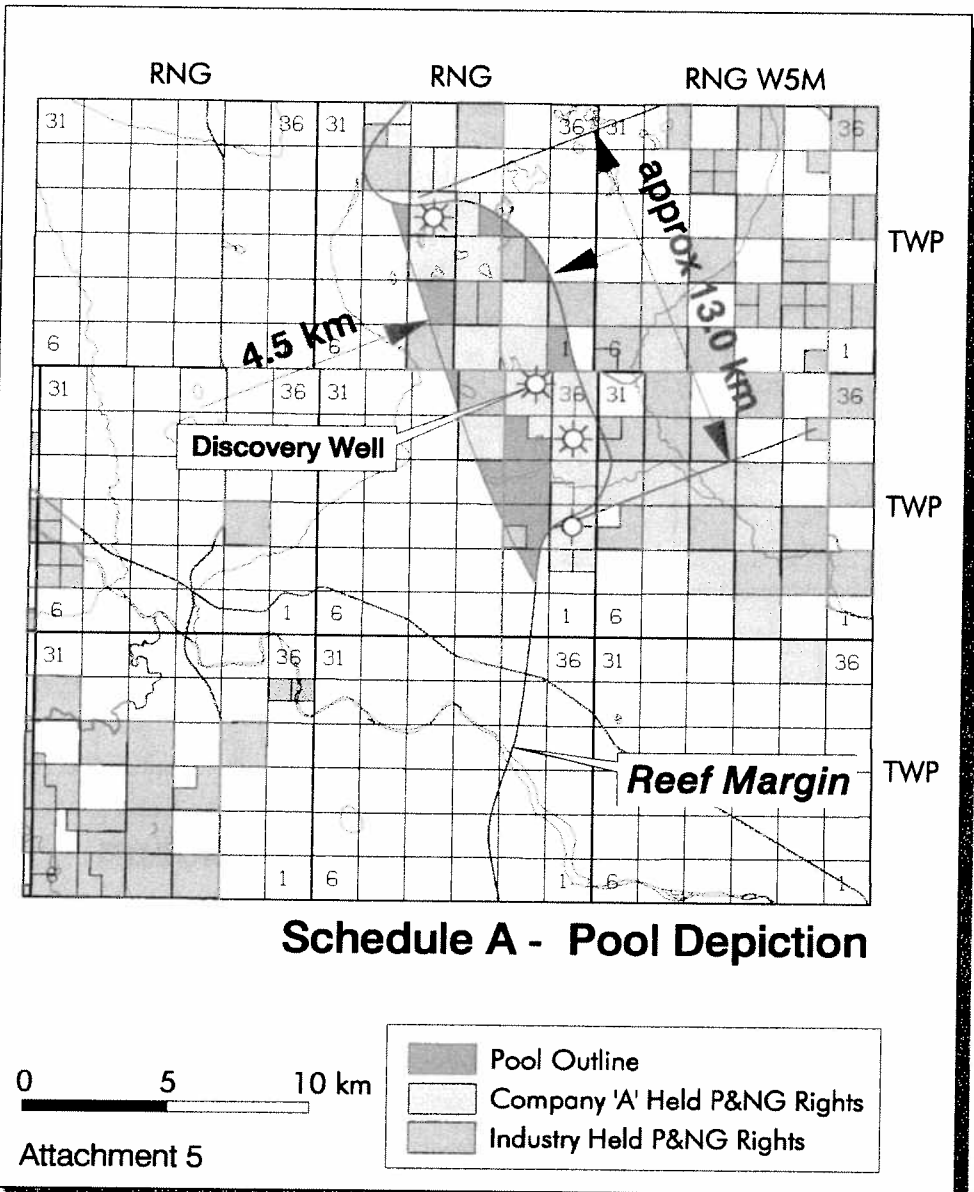 RNG RNG RNG W5M
31 36 31 36 31 36
approx 13.0 km
TWP
4.5 km
6 6 1 6 1
31 36 31 36 31 36
Discovery Well
TWP
6 1 6 1 6 1
31 36 31 36 31 36
Reef Margin
TWP
6 1 6 1 6 1
Schedule A - Pool Depiction
0 5 10 km
Pool Outline
Company 'A' Held P&NG Rights
Industry Held P&NG Rights
Attachment 5